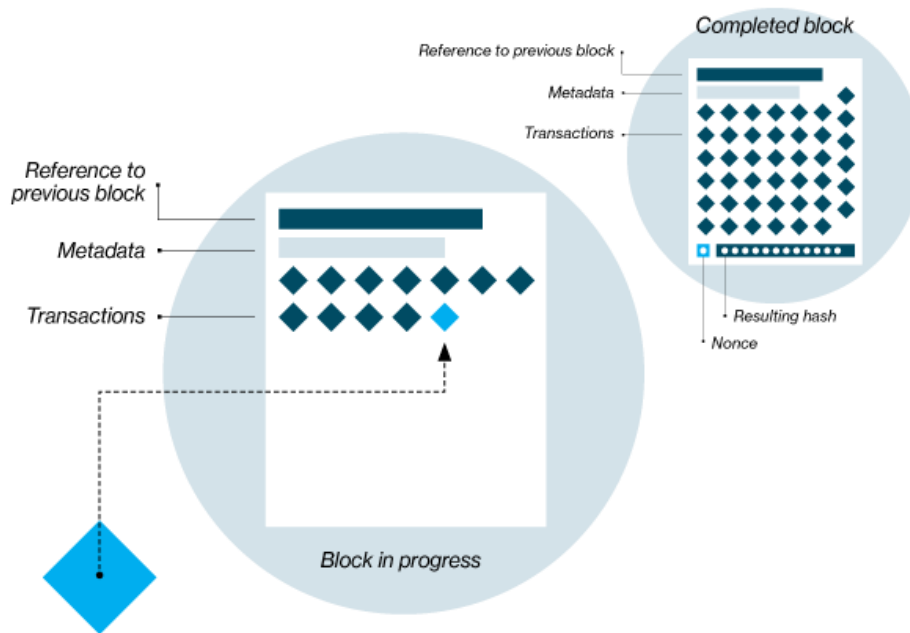 Completed block
Reference to previous block
Metadata
Transactions
Resulting hash
Nonce
Reference to
previous block
Metadata
Transactions
Block in progress